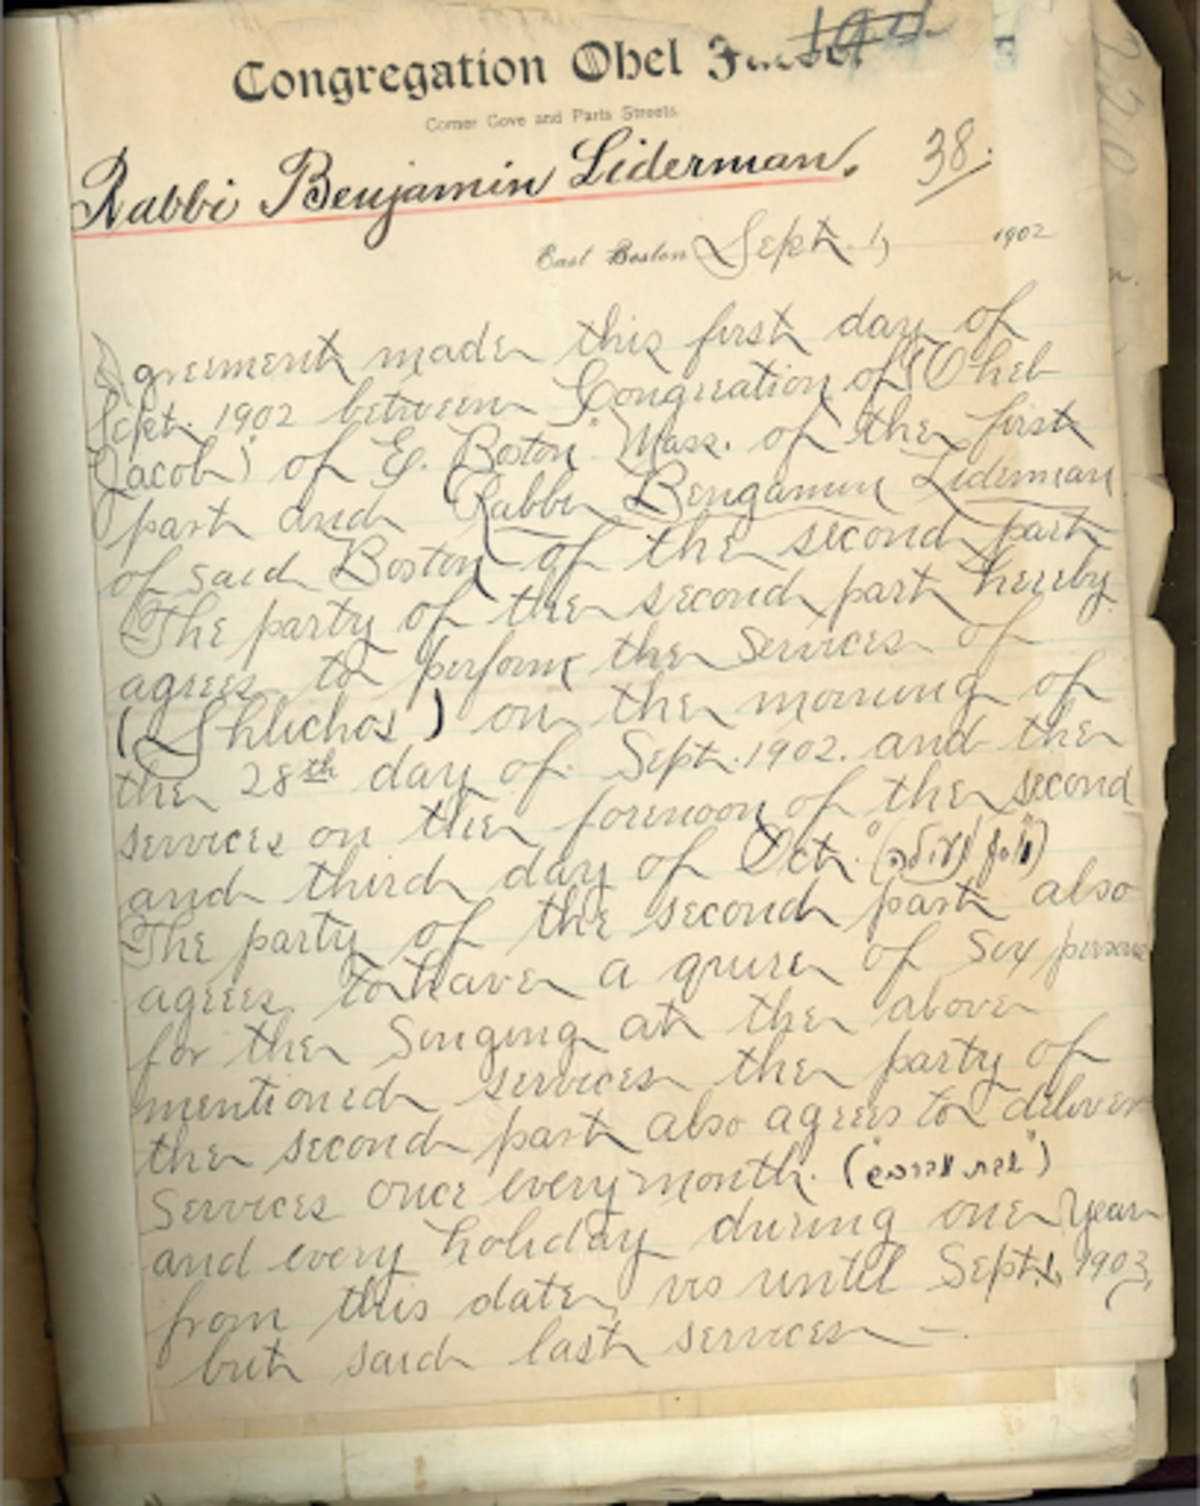 Congregation Ohel
Corner Cove and Paris Streets.
Rabbi Benjamin Liderman.
38.
East Boston Sept. 1, 1902
Agreement made this first day of
Sept. 1902 between Congreation of "Ohel
Jacob" of E. Boston Mass. of the first
part and Rabbi Bengamin Liderman
of said Boston of the second part
The party of the second part hereby
agrees to perform the Services of
(Shlichos) on the morning of
the 28th day of Sept. 1902. and the
services on the forenoon of the second
and third day of Oct.
The party of the second part also
agrees to have a quire of six persons
for the Singing at the above
mentioned services the party of
the second part also agrees to deliver
Services once every month.
and every holiday during one Year
from this date, vis until Sept. 1, 1903,
but said last services —